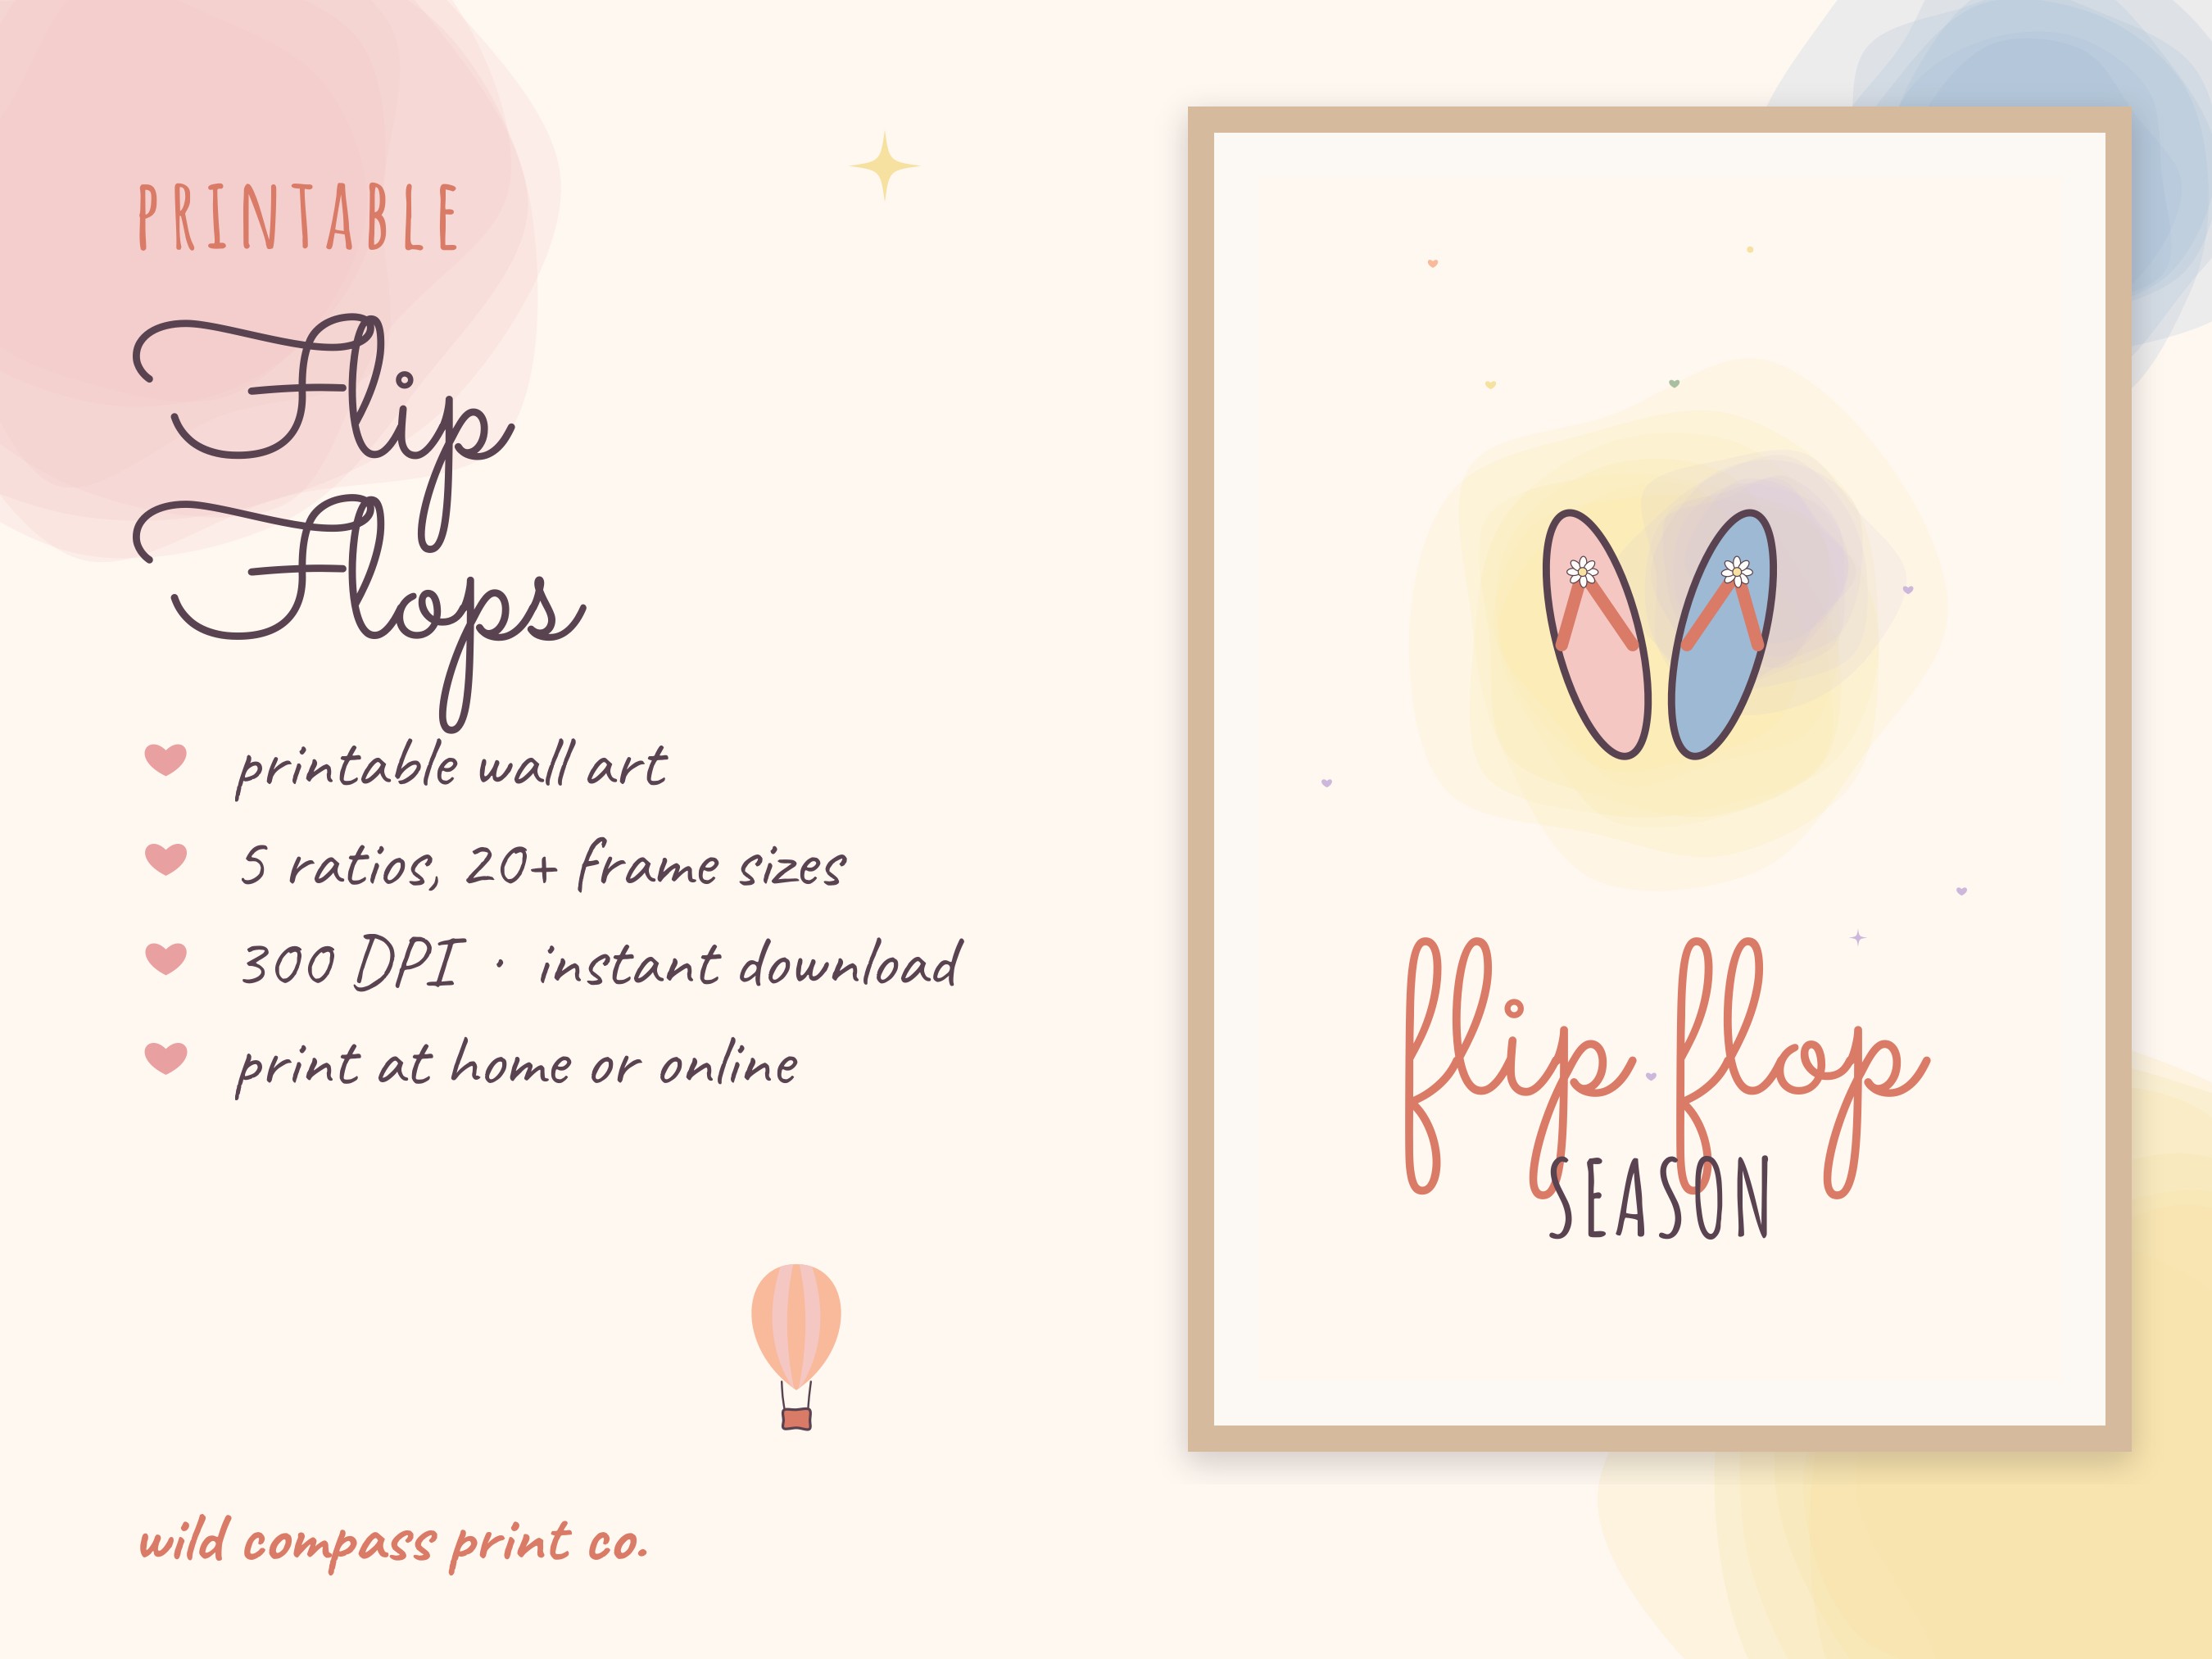 PRINTABLE
Flip
Flops
printable wall art
5 ratios, 20+ frame sizes
300 DPI · instant download
print at home or online
wild compass print co.
flip flop
SEASON